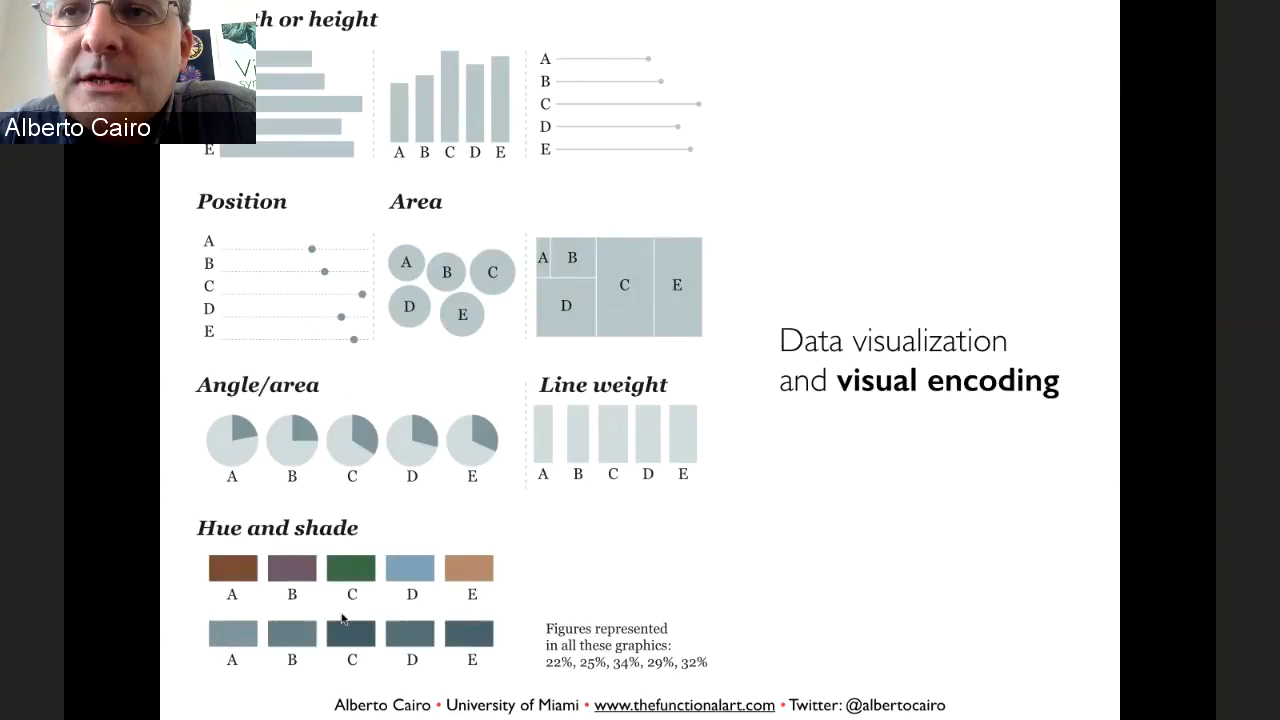 th or height
Alberto Cairo
E
A B C D E
A
B
C
D
E
Position
A
B
C
D
E
Area
A B C
D E
A B C E
D
Angle/area
A B C D E
Line weight
A B C D E
Data visualization
and visual encoding
Hue and shade
A B C D E
A B C D E
Figures represented
in all these graphics:
22%, 25%, 34%, 29%, 32%
Alberto Cairo • University of Miami • www.thefunctionalart.com • Twitter: @albertocairo